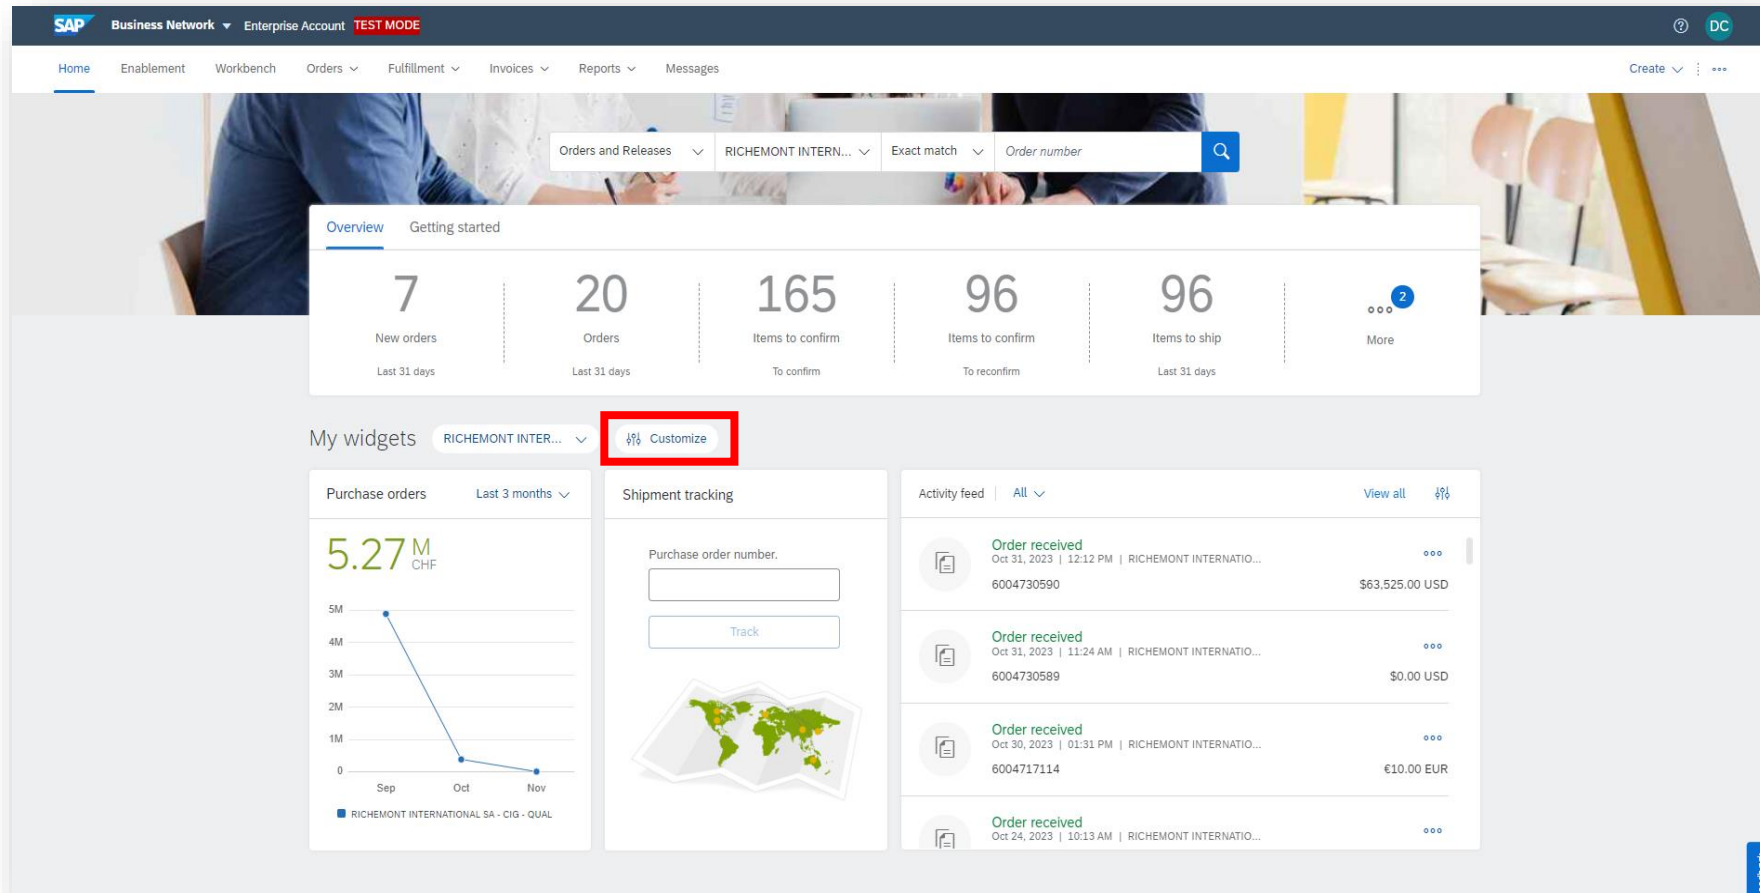 SAP Business Network Enterprise Account TEST MODE DC
Home Enablement Workbench Orders Fulfillment Invoices Reports Messages Create
Orders and Releases RICHEMONT INTERN... Exact match Order number
Overview Getting started
7 20 165 96 96 2
New orders Orders Items to confirm Items to confirm Items to ship More
Last 31 days Last 31 days To confirm To reconfirm Last 31 days
My widgets RICHEMONT INTER... Customize
Purchase orders Last 3 months
5.27 M CHF
5M
4M
3M
2M
1M
0
Sep Oct Nov
RICHEMONT INTERNATIONAL SA - CIG - QUAL
Shipment tracking
Purchase order number.
Track
Activity feed All View all
Order received
Oct 31, 2023 | 12:12 PM | RICHEMONT INTERNATIO...
6004730590 $63,525.00 USD
Order received
Oct 31, 2023 | 11:24 AM | RICHEMONT INTERNATIO...
6004730589 $0.00 USD
Order received
Oct 30, 2023 | 01:31 PM | RICHEMONT INTERNATIO...
6004717114 €10.00 EUR
Order received
Oct 24, 2023 | 10:13 AM | RICHEMONT INTERNATIO...